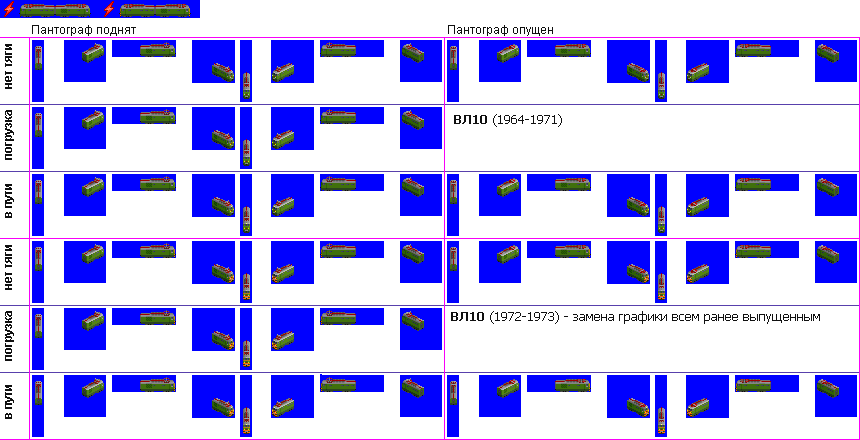 Пантограф поднят
Пантограф опущен
нет тяги
погрузка
ВЛ10 (1964-1971)
в пути
нет тяги
погрузка
ВЛ10 (1972-1973) - замена графики всем ранее выпущенным
в пути